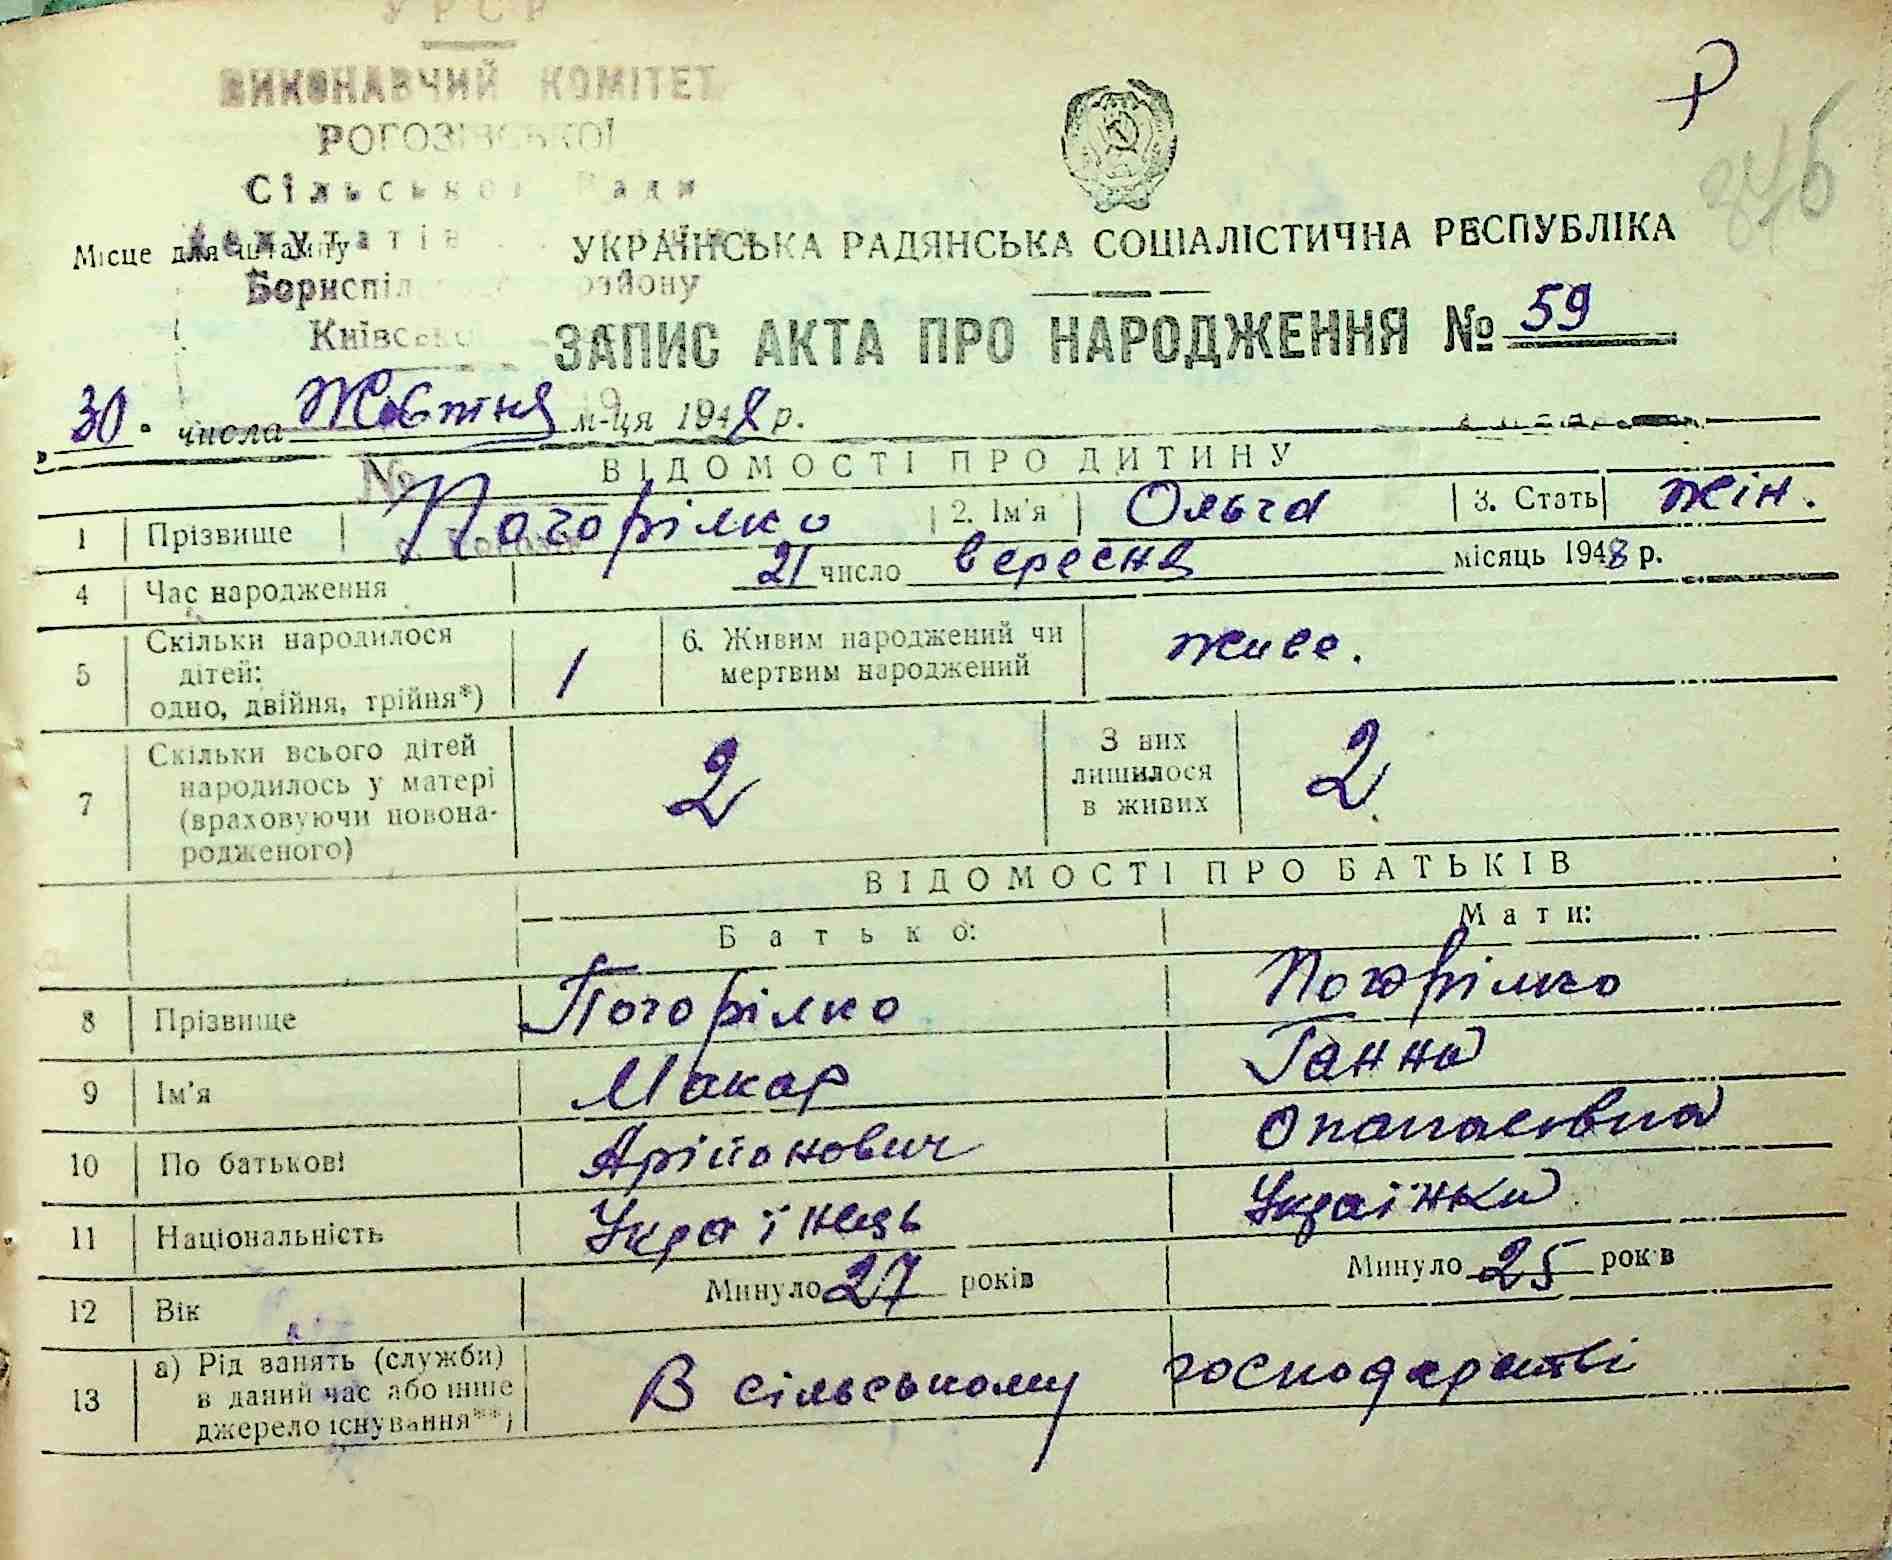 УРСР
ВИКОНАВЧИЙ КОМІТЕТ
РОГОЗІВСЬКОЇ
Сільської Ради
Депутатів
Місце для штампу
Бориспільського району
Київської
УКРАЇНСЬКА РАДЯНСЬКА СОЦІАЛІСТИЧНА РЕСПУБЛІКА
ЗАПИС АКТА ПРО НАРОДЖЕННЯ № 59
30 числа Жовтня м-ця 1948 р.
№
ВІДОМОСТІ ПРО ДИТИНУ
1 Прізвище Погорілко 2. Ім'я Ольга 3. Стать жін.
4 Час народження 21 число вересня місяць 1948 р.
5 Скільки народилося дітей: одно, двійня, трійня*) 1 6. Живим народжений чи мертвим народжений живе.
7 Скільки всього дітей народилось у матері (враховуючи новонародженого) 2 З них лишилося в живих 2
ВІДОМОСТІ ПРО БАТЬКІВ
Батько: Мати:
8 Прізвище Погорілко Погорілко
9 Ім'я Макар Ганна
10 По батькові Арійонович Опанасовна
11 Національність Українець Українка
12 Вік Минуло 27 років Минуло 25 років
13 а) Рід занять (служби) в даний час або інше джерело існування**) В сільському господарстві